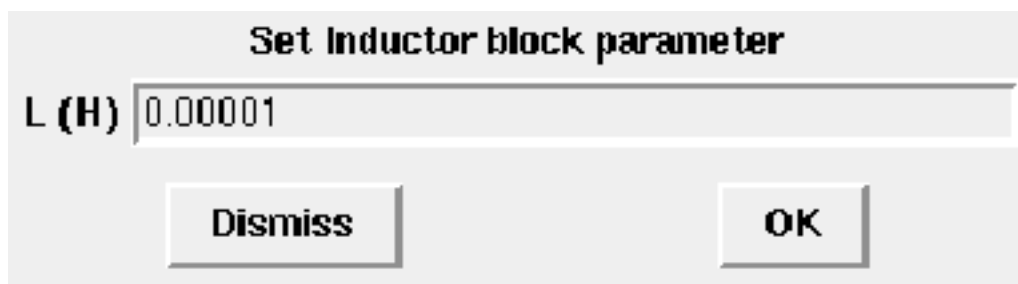 Set Inductor block parameter
L (H) 0.00001
Dismiss OK